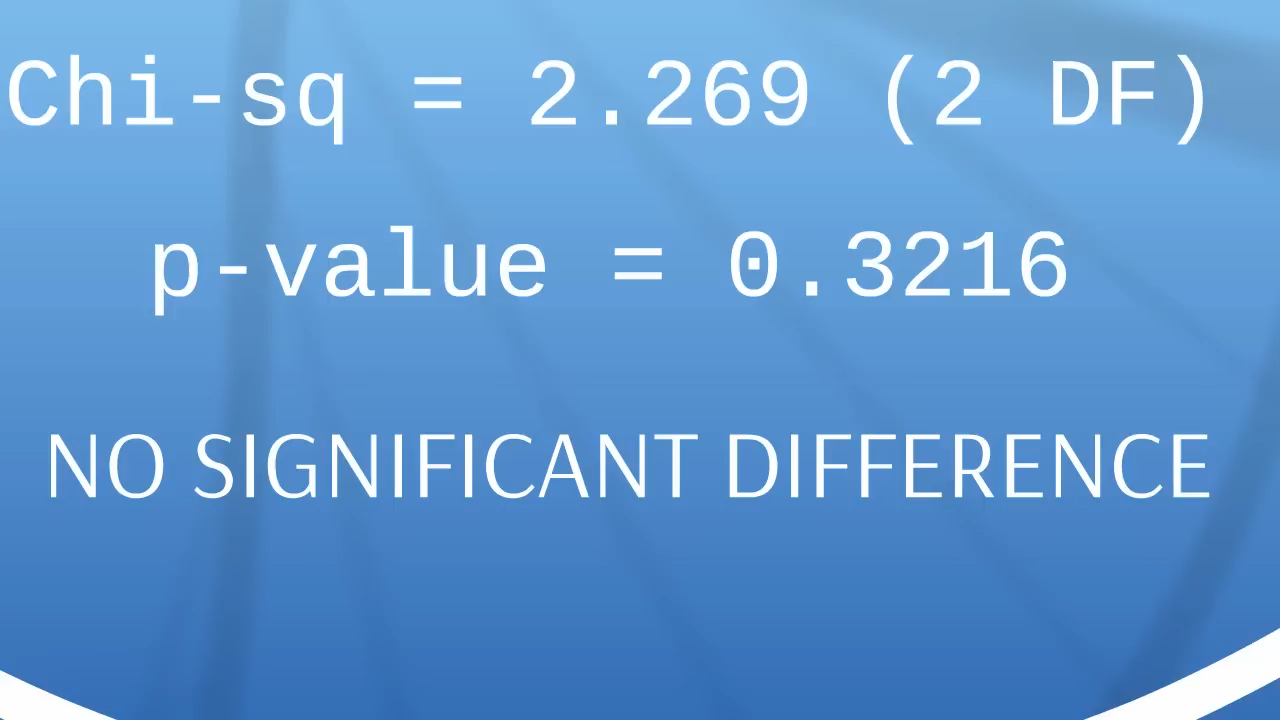 Chi-sq = 2.269 (2 DF)
p-value = 0.3216
NO SIGNIFICANT DIFFERENCE